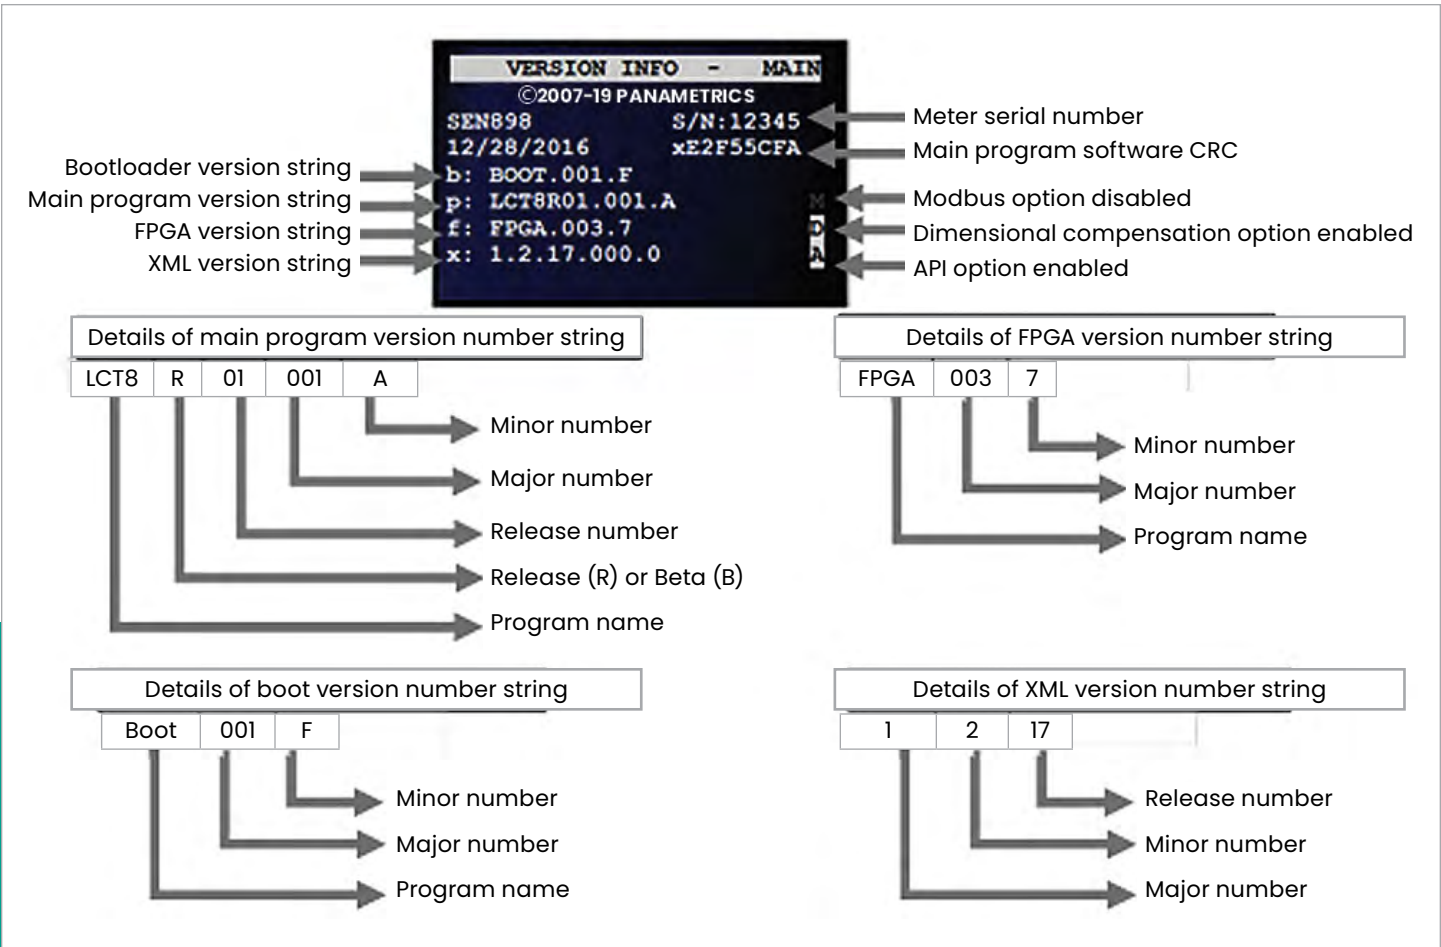 VERSION INFO - MAIN
©2007-19 PANAMETRICS
SEN898 S/N:12345
12/28/2016 xE2F55CFA
b: BOOT.001.F
p: LCT8R01.001.A M
f: FPGA.003.7 D
x: 1.2.17.000.0 A
Bootloader version string
Main program version string
FPGA version string
XML version string
Meter serial number
Main program software CRC
Modbus option disabled
Dimensional compensation option enabled
API option enabled
Details of main program version number string
LCT8 R 01 001 A
Minor number
Major number
Release number
Release (R) or Beta (B)
Program name
Details of FPGA version number string
FPGA 003 7
Minor number
Major number
Program name
Details of boot version number string
Boot 001 F
Minor number
Major number
Program name
Details of XML version number string
1 2 17
Release number
Minor number
Major number